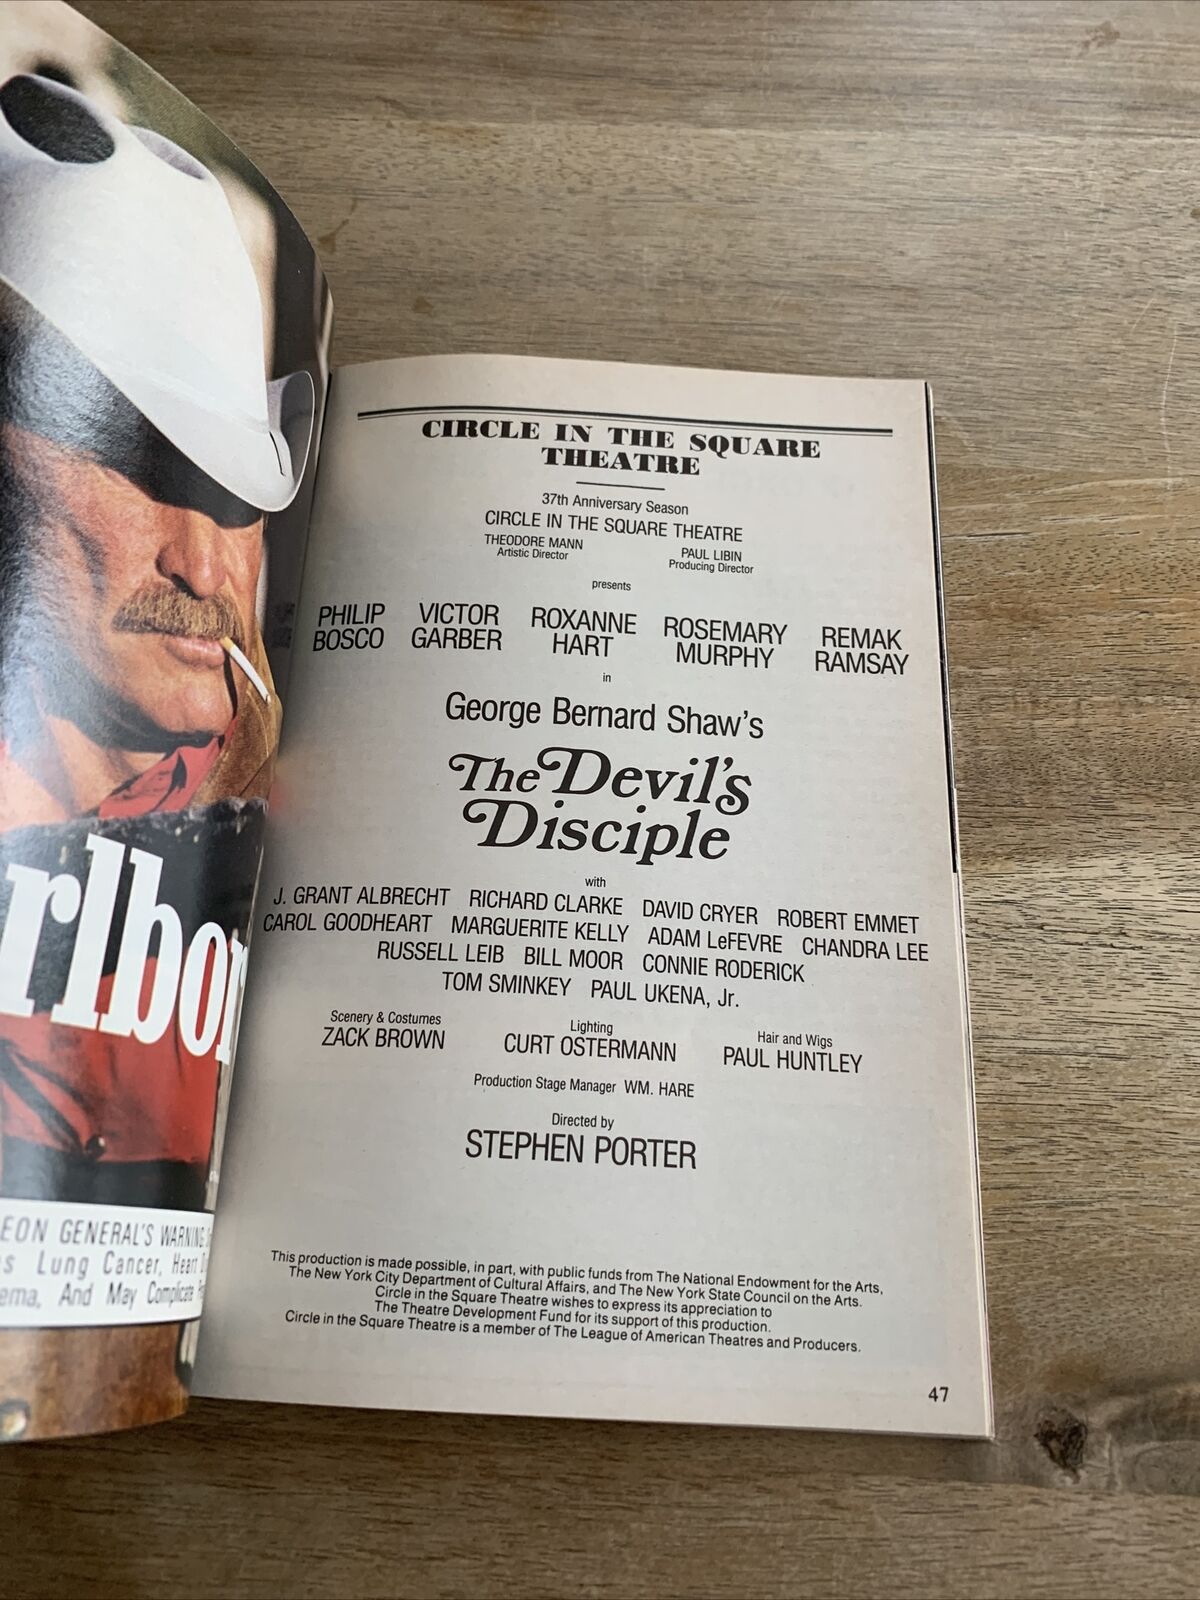 rlbor
EON GENERAL'S WARNING:
s Lung Cancer, Heart
ema, And May Complicate
CIRCLE IN THE SQUARE
THEATRE
37th Anniversary Season
CIRCLE IN THE SQUARE THEATRE
THEODORE MANN PAUL LIBIN
Artistic Director Producing Director
presents
PHILIP VICTOR ROXANNE ROSEMARY REMAK
BOSCO GARBER HART MURPHY RAMSAY
in
George Bernard Shaw's
The Devil's
Disciple
with
J. GRANT ALBRECHT RICHARD CLARKE DAVID CRYER ROBERT EMMET
CAROL GOODHEART MARGUERITE KELLY ADAM LeFEVRE CHANDRA LEE
RUSSELL LEIB BILL MOOR CONNIE RODERICK
TOM SMINKEY PAUL UKENA, Jr.
Scenery & Costumes Lighting Hair and Wigs
ZACK BROWN CURT OSTERMANN PAUL HUNTLEY
Production Stage Manager WM. HARE
Directed by
STEPHEN PORTER
This production is made possible, in part, with public funds from The National Endowment for the Arts,
The New York City Department of Cultural Affairs, and The New York State Council on the Arts.
Circle in the Square Theatre wishes to express its appreciation to
The Theatre Development Fund for its support of this production.
Circle in the Square Theatre is a member of The League of American Theatres and Producers.
47